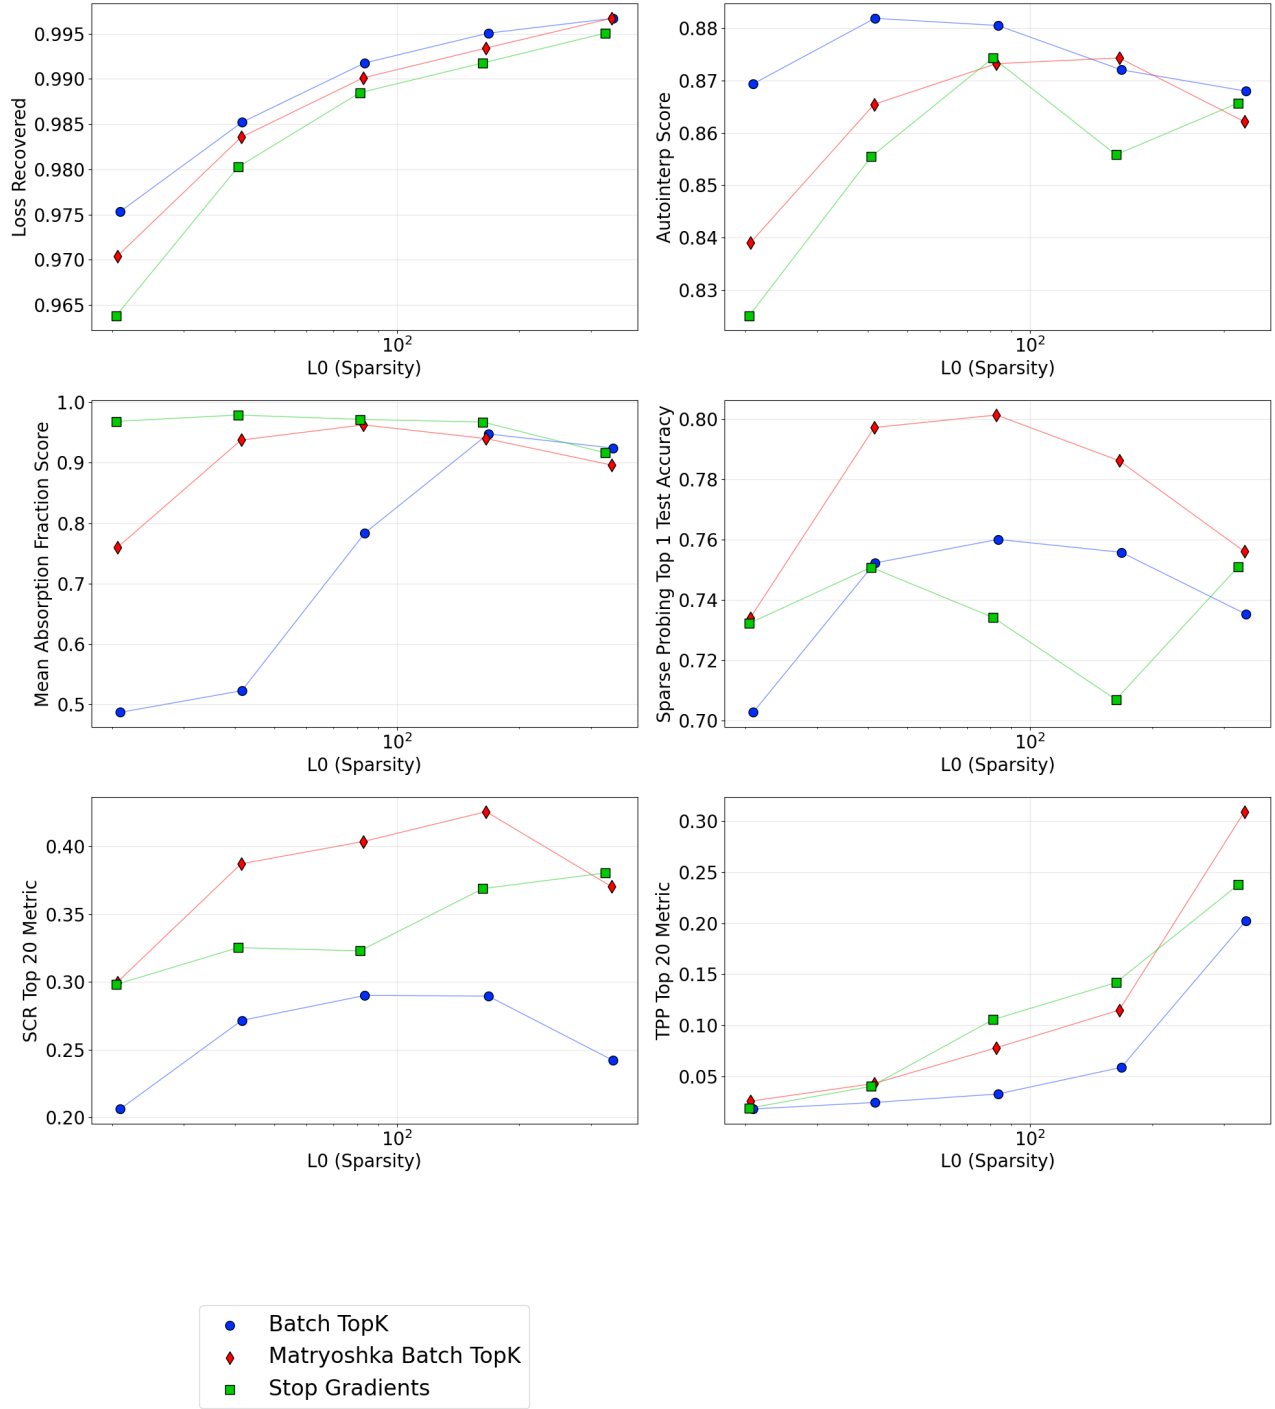 0.995
0.990
0.985
0.980
0.975
0.970
0.965
Loss Recovered
10²
L0 (Sparsity)
0.88
0.87
0.86
0.85
0.84
0.83
Autointerp Score
10²
L0 (Sparsity)
1.0
0.9
0.8
0.7
0.6
0.5
Mean Absorption Fraction Score
10²
L0 (Sparsity)
0.80
0.78
0.76
0.74
0.72
0.70
Sparse Probing Top 1 Test Accuracy
10²
L0 (Sparsity)
0.40
0.35
0.30
0.25
0.20
SCR Top 20 Metric
10²
L0 (Sparsity)
0.30
0.25
0.20
0.15
0.10
0.05
TPP Top 20 Metric
10²
L0 (Sparsity)
Batch TopK
Matryoshka Batch TopK
Stop Gradients